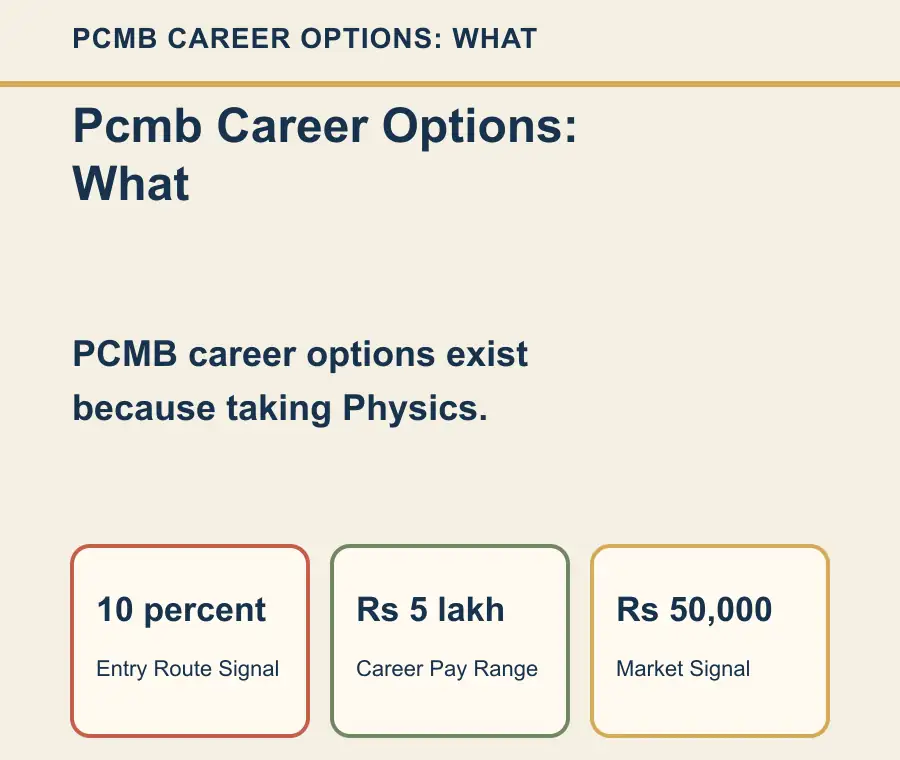 PCMB CAREER OPTIONS: WHAT
Pcmb Career Options:
What
PCMB career options exist
because taking Physics.
10 percent
Entry Route Signal
Rs 5 lakh
Career Pay Range
Rs 50,000
Market Signal